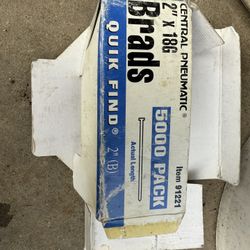 CENTRAL PNEUMATIC®
2" X 18G
Brads
5000 PACK
Actual Length
Item 91221
QUIK FIND® 2" (B)